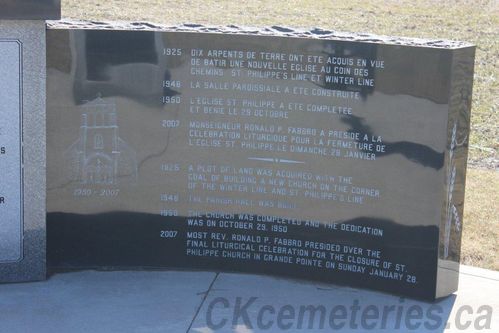 1925 DIX ARPENTS DE TERRE ONT ETE ACQUIS EN VUE
DE BATIR UNE NOUVELLE EGLISE AU COIN DES
CHEMINS ST. PHILIPPE'S LINE ET WINTER LINE
1948 LA SALLE PAROISSIALE A ETE CONSTRUITE
1950 L'EGLISE ST. PHILIPPE A ETE COMPLETEE
ET BENIE LE 29 OCTOBRE
2007 MONSEIGNEUR RONALD P. FABBRO A PRESIDE A LA
CELEBRATION LITURGIQUE POUR LA FERMETURE DE
L'EGLISE ST. PHILIPPE LE DIMANCHE 28 JANVIER
1925 A PLOT OF LAND WAS ACQUIRED WITH THE
GOAL OF BUILDING A NEW CHURCH ON THE CORNER
OF THE WINTER LINE AND ST. PHILIPPE'S LINE
1948 THE PARISH HALL WAS BUILT
1950 THE CHURCH WAS COMPLETED AND THE DEDICATION
WAS ON OCTOBER 29, 1950
2007 MOST REV. RONALD P. FABBRO PRESIDED OVER THE
FINAL LITURGICAL CELEBRATION FOR THE CLOSURE OF ST.
PHILIPPE CHURCH IN GRANDE POINTE ON SUNDAY JANUARY 28.
1950 - 2007
CKcemeteries.ca